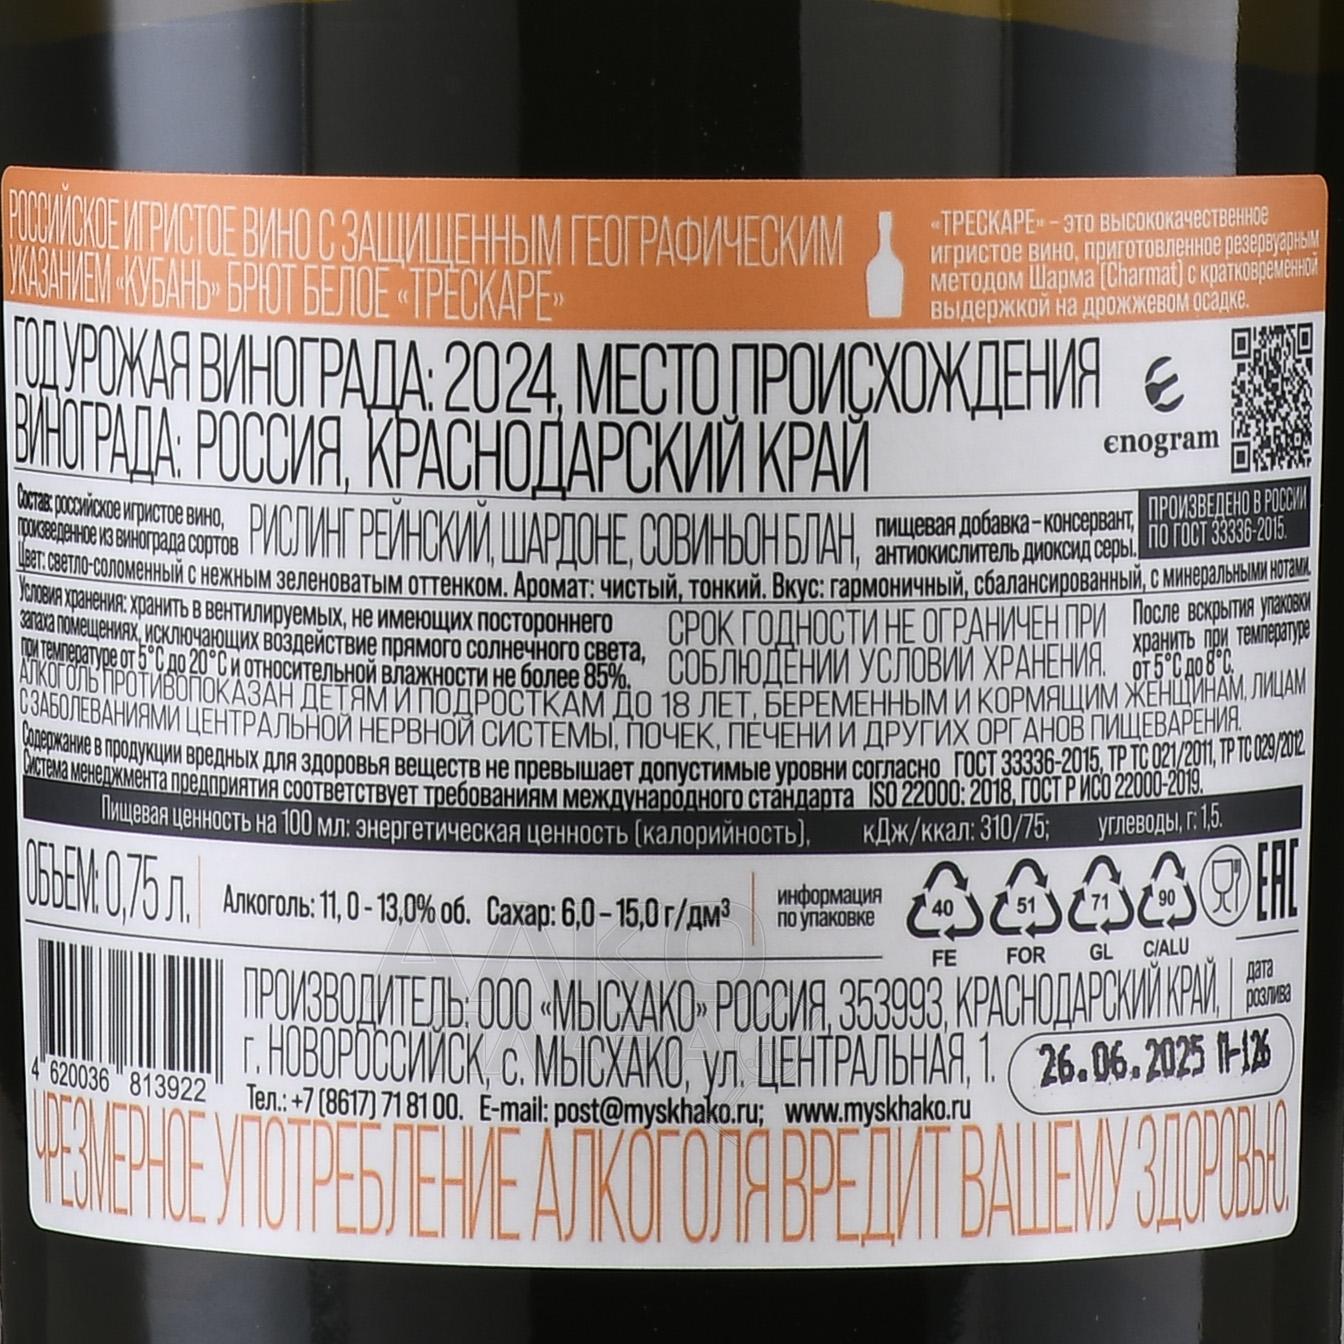 РОССИЙСКОЕ ИГРИСТОЕ ВИНО С ЗАЩИЩЕННЫМ ГЕОГРАФИЧЕСКИМ
УКАЗАНИЕМ «КУБАНЬ» БРЮТ БЕЛОЕ «ТРЕСКАРЕ»
«ТРЕСКАРЕ» – это высококачественное
игристое вино, приготовленное резервуарным
методом Шарма (Charmat) с кратковременной
выдержкой на дрожжевом осадке.
ГОД УРОЖАЯ ВИНОГРАДА: 2024, МЕСТО ПРОИСХОЖДЕНИЯ
ВИНОГРАДА: РОССИЯ, КРАСНОДАРСКИЙ КРАЙ
enogram
Состав: российское игристое вино,
произведенное из винограда сортов
РИСЛИНГ РЕЙНСКИЙ, ШАРДОНЕ, СОВИНЬОН БЛАН,
пищевая добавка – консервант,
антиокислитель диоксид серы.
ПРОИЗВЕДЕНО В РОССИИ
ПО ГОСТ 33336-2015.
Цвет: светло-соломенный с нежным зеленоватым оттенком. Аромат: чистый, тонкий. Вкус: гармоничный, сбалансированный, с минеральными нотами.
Условия хранения: хранить в вентилируемых, не имеющих постороннего
запаха помещениях, исключающих воздействие прямого солнечного света,
при температуре от 5°С до 20°С и относительной влажности не более 85%.
СРОК ГОДНОСТИ НЕ ОГРАНИЧЕН ПРИ
СОБЛЮДЕНИИ УСЛОВИЙ ХРАНЕНИЯ.
После вскрытия упаковки
хранить при температуре
от 5°С до 8°С.
АЛКОГОЛЬ ПРОТИВОПОКАЗАН ДЕТЯМ И ПОДРОСТКАМ ДО 18 ЛЕТ, БЕРЕМЕННЫМ И КОРМЯЩИМ ЖЕНЩИНАМ, ЛИЦАМ
С ЗАБОЛЕВАНИЯМИ ЦЕНТРАЛЬНОЙ НЕРВНОЙ СИСТЕМЫ, ПОЧЕК, ПЕЧЕНИ И ДРУГИХ ОРГАНОВ ПИЩЕВАРЕНИЯ.
Содержание в продукции вредных для здоровья веществ не превышает допустимые уровни согласно ГОСТ 33336-2015, ТР ТС 021/2011, ТР ТС 029/2012.
Система менеджмента предприятия соответствует требованиям международного стандарта ISO 22000: 2018, ГОСТ Р ИСО 22000-2019.
Пищевая ценность на 100 мл: энергетическая ценность (калорийность), кДж/ккал: 310/75; углеводы, г: 1,5.
ОБЪЕМ: 0,75 л.
Алкоголь: 11,0 - 13,0% об. Сахар: 6,0 – 15,0 г/дм³
информация
по упаковке
40 51 71 90
FE FOR GL C/ALU
EAC
ПРОИЗВОДИТЕЛЬ: ООО «МЫСХАКО» РОССИЯ, 353993, КРАСНОДАРСКИЙ КРАЙ,
г. НОВОРОССИЙСК, с. МЫСХАКО, ул. ЦЕНТРАЛЬНАЯ, 1.
Тел.: +7 (8617) 71 81 00. E-mail: post@myskhako.ru; www.myskhako.ru
дата
розлива
26.06.2025 П-126
4 620036 813922
ЧРЕЗМЕРНОЕ УПОТРЕБЛЕНИЕ АЛКОГОЛЯ ВРЕДИТ ВАШЕМУ ЗДОРОВЬЮ.